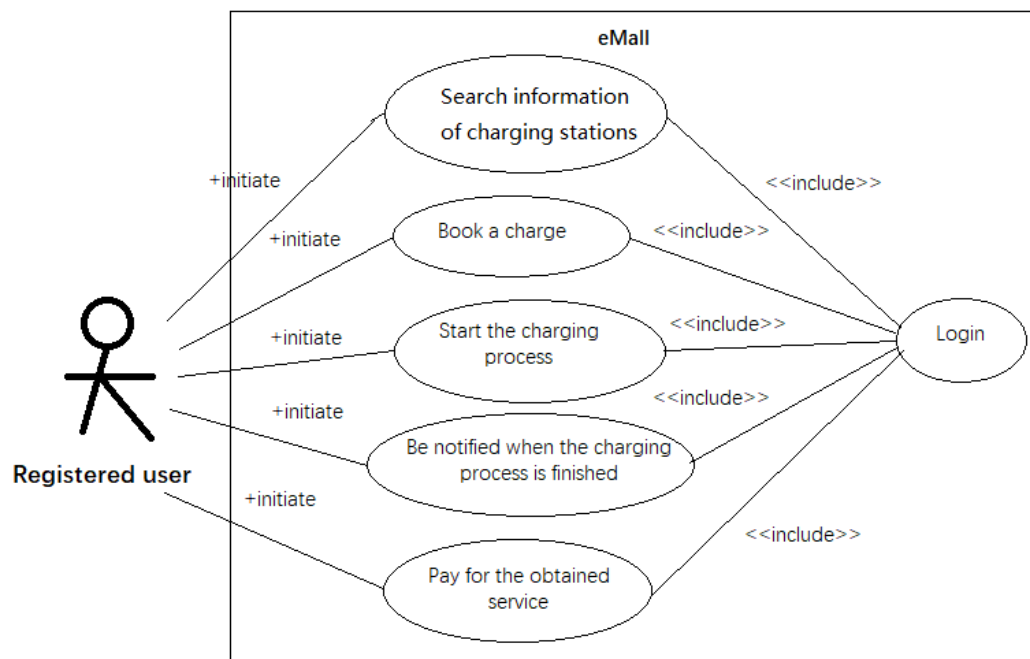 eMall
Search information
of charging stations
+initiate
<<include>>
Book a charge
+initiate
<<include>>
Start the charging
process
+initiate
<<include>>
Login
Be notified when the charging
process is finished
+initiate
<<include>>
Registered user
+initiate
<<include>>
Pay for the obtained
service